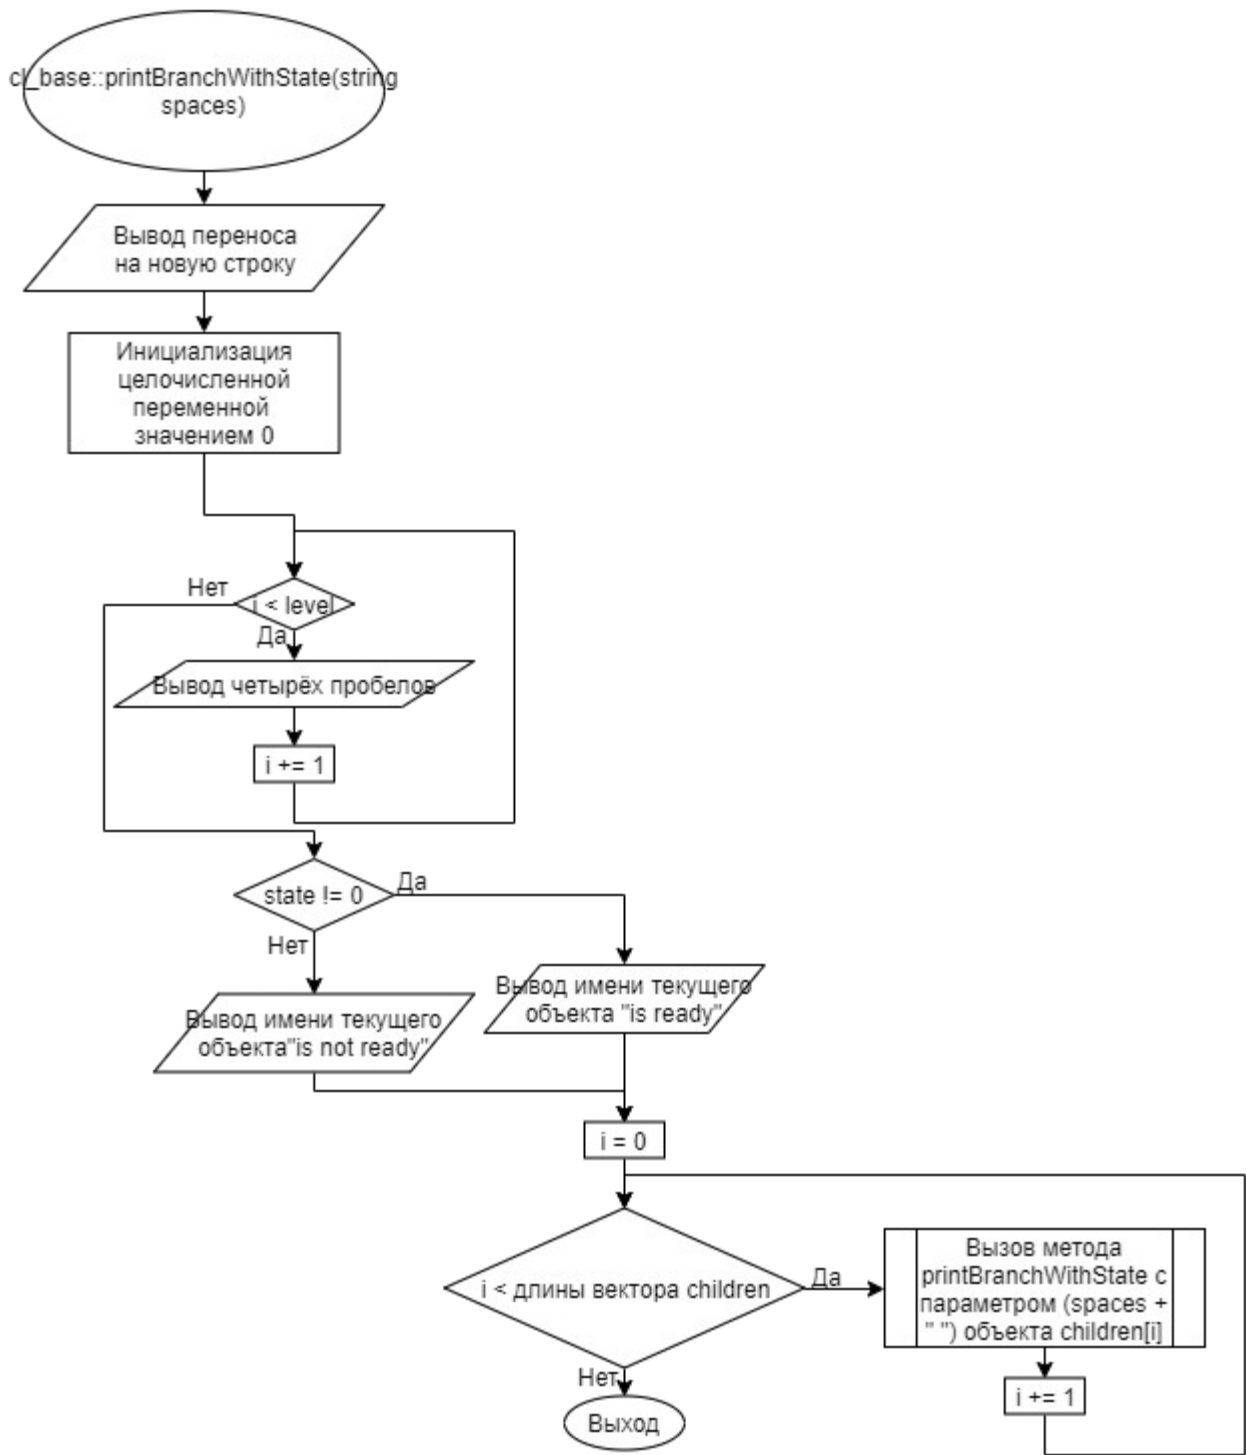 cl_base::printBranchWithState(string
spaces)
Вывод переноса
на новую строку
Инициализация
целочисленной
переменной
значением 0
Нет
i < level
Да
Вывод четырёх пробелов
i += 1
state != 0
Да
Нет
Вывод имени текущего
объекта "is ready"
Вывод имени текущего
объекта"is not ready"
i = 0
i < длины вектора children
Да
Вызов метода
printBranchWithState с
параметром (spaces +
" ") объекта children[i]
Нет
i += 1
Выход